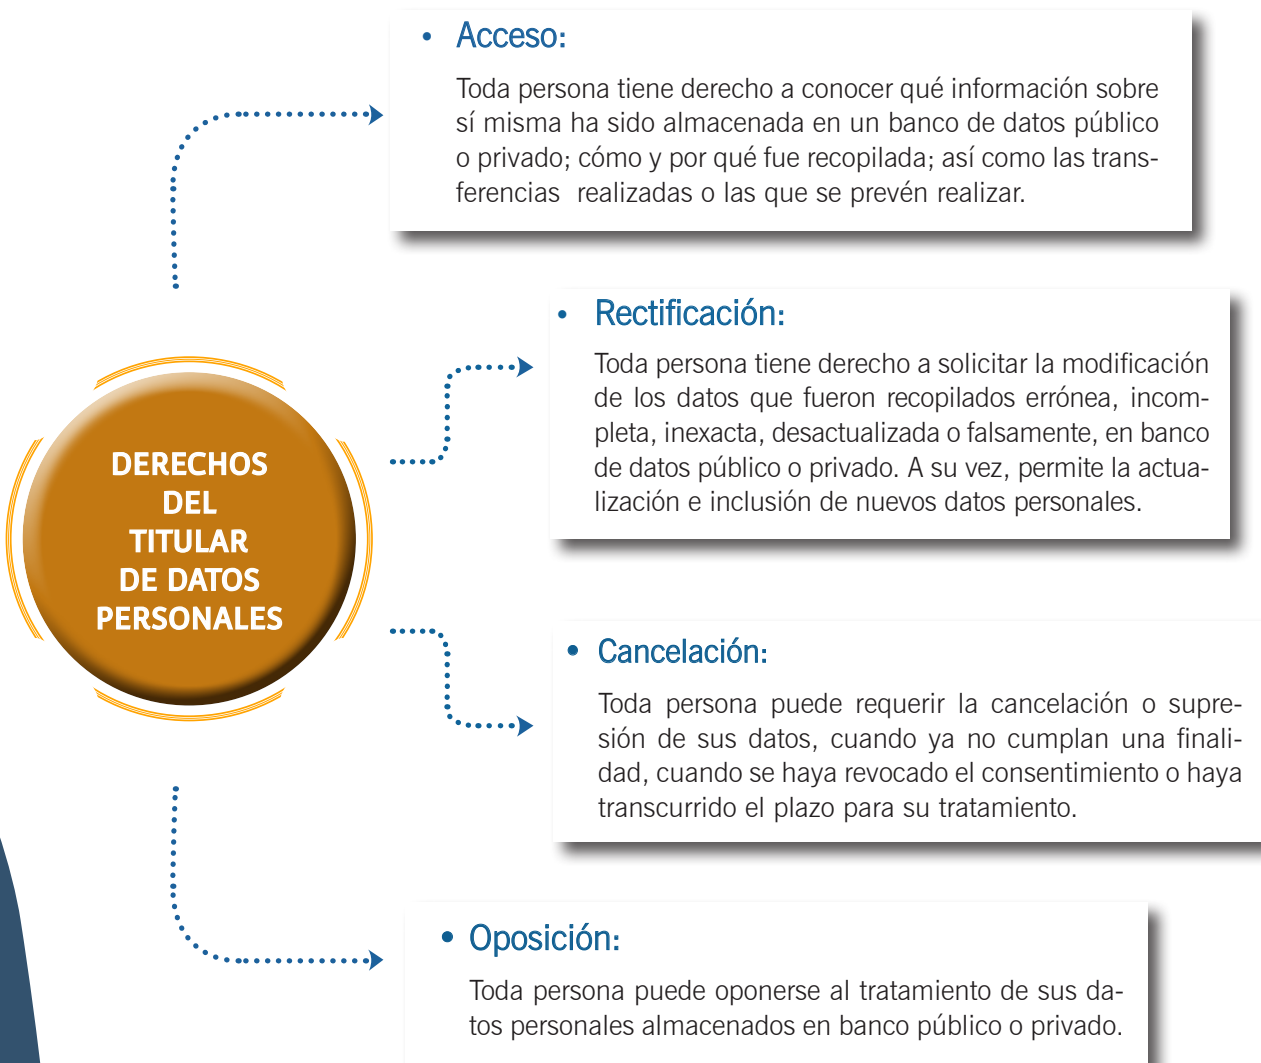 • Acceso:
Toda persona tiene derecho a conocer qué información sobre
sí misma ha sido almacenada en un banco de datos público
o privado; cómo y por qué fue recopilada; así como las trans-
ferencias realizadas o las que se prevén realizar.
• Rectificación:
Toda persona tiene derecho a solicitar la modificación
de los datos que fueron recopilados errónea, incom-
pleta, inexacta, desactualizada o falsamente, en banco
de datos público o privado. A su vez, permite la actua-
lización e inclusión de nuevos datos personales.
DERECHOS
DEL
TITULAR
DE DATOS
PERSONALES
• Cancelación:
Toda persona puede requerir la cancelación o supre-
sión de sus datos, cuando ya no cumplan una finali-
dad, cuando se haya revocado el consentimiento o haya
transcurrido el plazo para su tratamiento.
• Oposición:
Toda persona puede oponerse al tratamiento de sus da-
tos personales almacenados en banco público o privado.